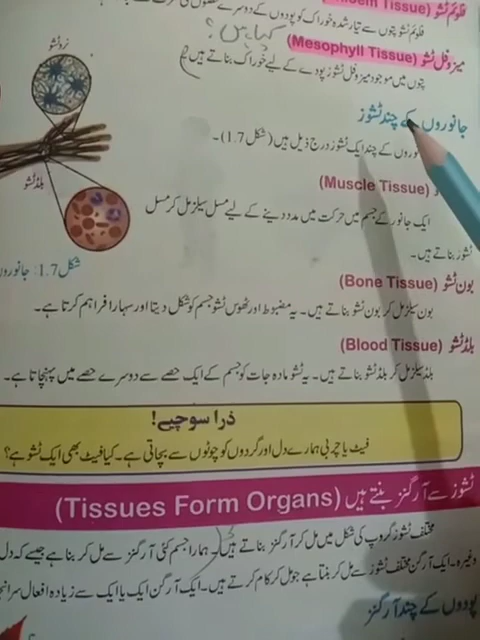 فلوئم ٹشو (Phloem Tissue)
فلوئم ٹشو پتوں سے تیار شدہ خوراک کو پودوں کے دوسرے
کہاں ہیں؟
میزوفل ٹشو (Mesophyll Tissue)
پتوں میں موجود میزوفل ٹشوز پودے کے لیے خوراک بناتے ہیں
نرو ٹشو
جانوروں کے چند ٹشوز
کے چند ایک ٹشوز درج ذیل ہیں (شکل 1.7)۔
(Muscle Tissue)
ایک جانور کے جسم میں حرکت میں مدد دینے کے لیے مسل سیلز مل کر مسل
ٹشوز بناتے ہیں۔
بلڈ ٹشو
شکل 1.7: جانوروں
بون ٹشو (Bone Tissue)
بون سیلز مل کر بون ٹشو بناتے ہیں۔ یہ مضبوط اور ٹھوس ٹشو جسم کو شکل دیتا اور سہارا فراہم کرتا ہے۔
بلڈ ٹشو (Blood Tissue)
بلڈ سیلز مل کر بلڈ ٹشو بناتے ہیں۔ یہ ٹشو مادہ جات کو جسم کے ایک حصے سے دوسرے حصے میں پہنچاتا ہے۔
ذرا سوچیے!
فیٹ یا چربی ہمارے دل اور گردوں کو چوٹوں سے بچاتی ہے۔ کیا فیٹ بھی ایک ٹشو ہے؟
ٹشوز سے آرگنز بنتے ہیں (Tissues Form Organs)
مختلف ٹشوز گروپ کی شکل میں مل کر آرگنز بناتے ہیں۔ ہمارا جسم کئی آرگنز سے مل کر بنا ہے جیسے کہ دل
وغیرہ۔ ایک آرگن مختلف ٹشوز سے مل کر بنتا ہے جو مل کر کام کرتے ہیں۔ ایک آرگن ایک یا ایک سے زیادہ افعال
پودوں کے چند آرگنز